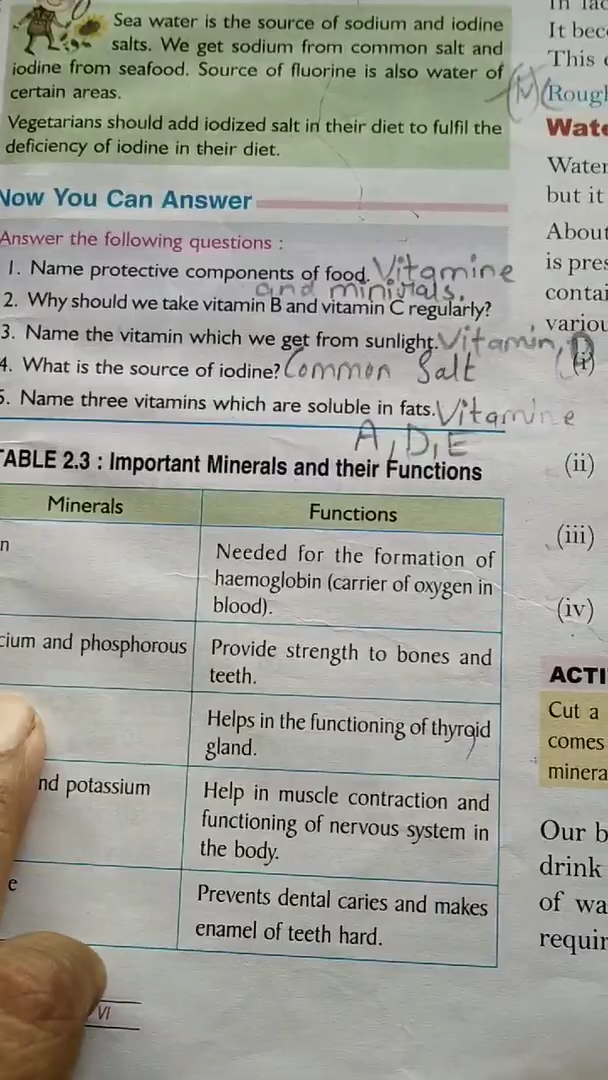 Sea water is the source of sodium and iodine
salts. We get sodium from common salt and
iodine from seafood. Source of fluorine is also water of
certain areas.
Vegetarians should add iodized salt in their diet to fulfil the
deficiency of iodine in their diet.
Now You Can Answer
Answer the following questions :
1. Name protective components of food. Vitamine
and minirals.
2. Why should we take vitamin B and vitamin C regularly?
3. Name the vitamin which we get from sunlight. Vitamin, D
4. What is the source of iodine? Common Salt
5. Name three vitamins which are soluble in fats. Vitamine
A, D, E
TABLE 2.3 : Important Minerals and their Functions
Minerals Functions
n Needed for the formation of
haemoglobin (carrier of oxygen in
blood).
cium and phosphorous Provide strength to bones and
teeth.
Helps in the functioning of thyroid
gland.
nd potassium Help in muscle contraction and
functioning of nervous system in
the body.
e Prevents dental caries and makes
enamel of teeth hard.
VI
It bec
This
Rough
Wate
Water
but it
About
is pres
contai
variou
(i)
(ii)
(iii)
(iv)
ACTI
Cut a
comes
minera
Our b
drink
of wa
requir